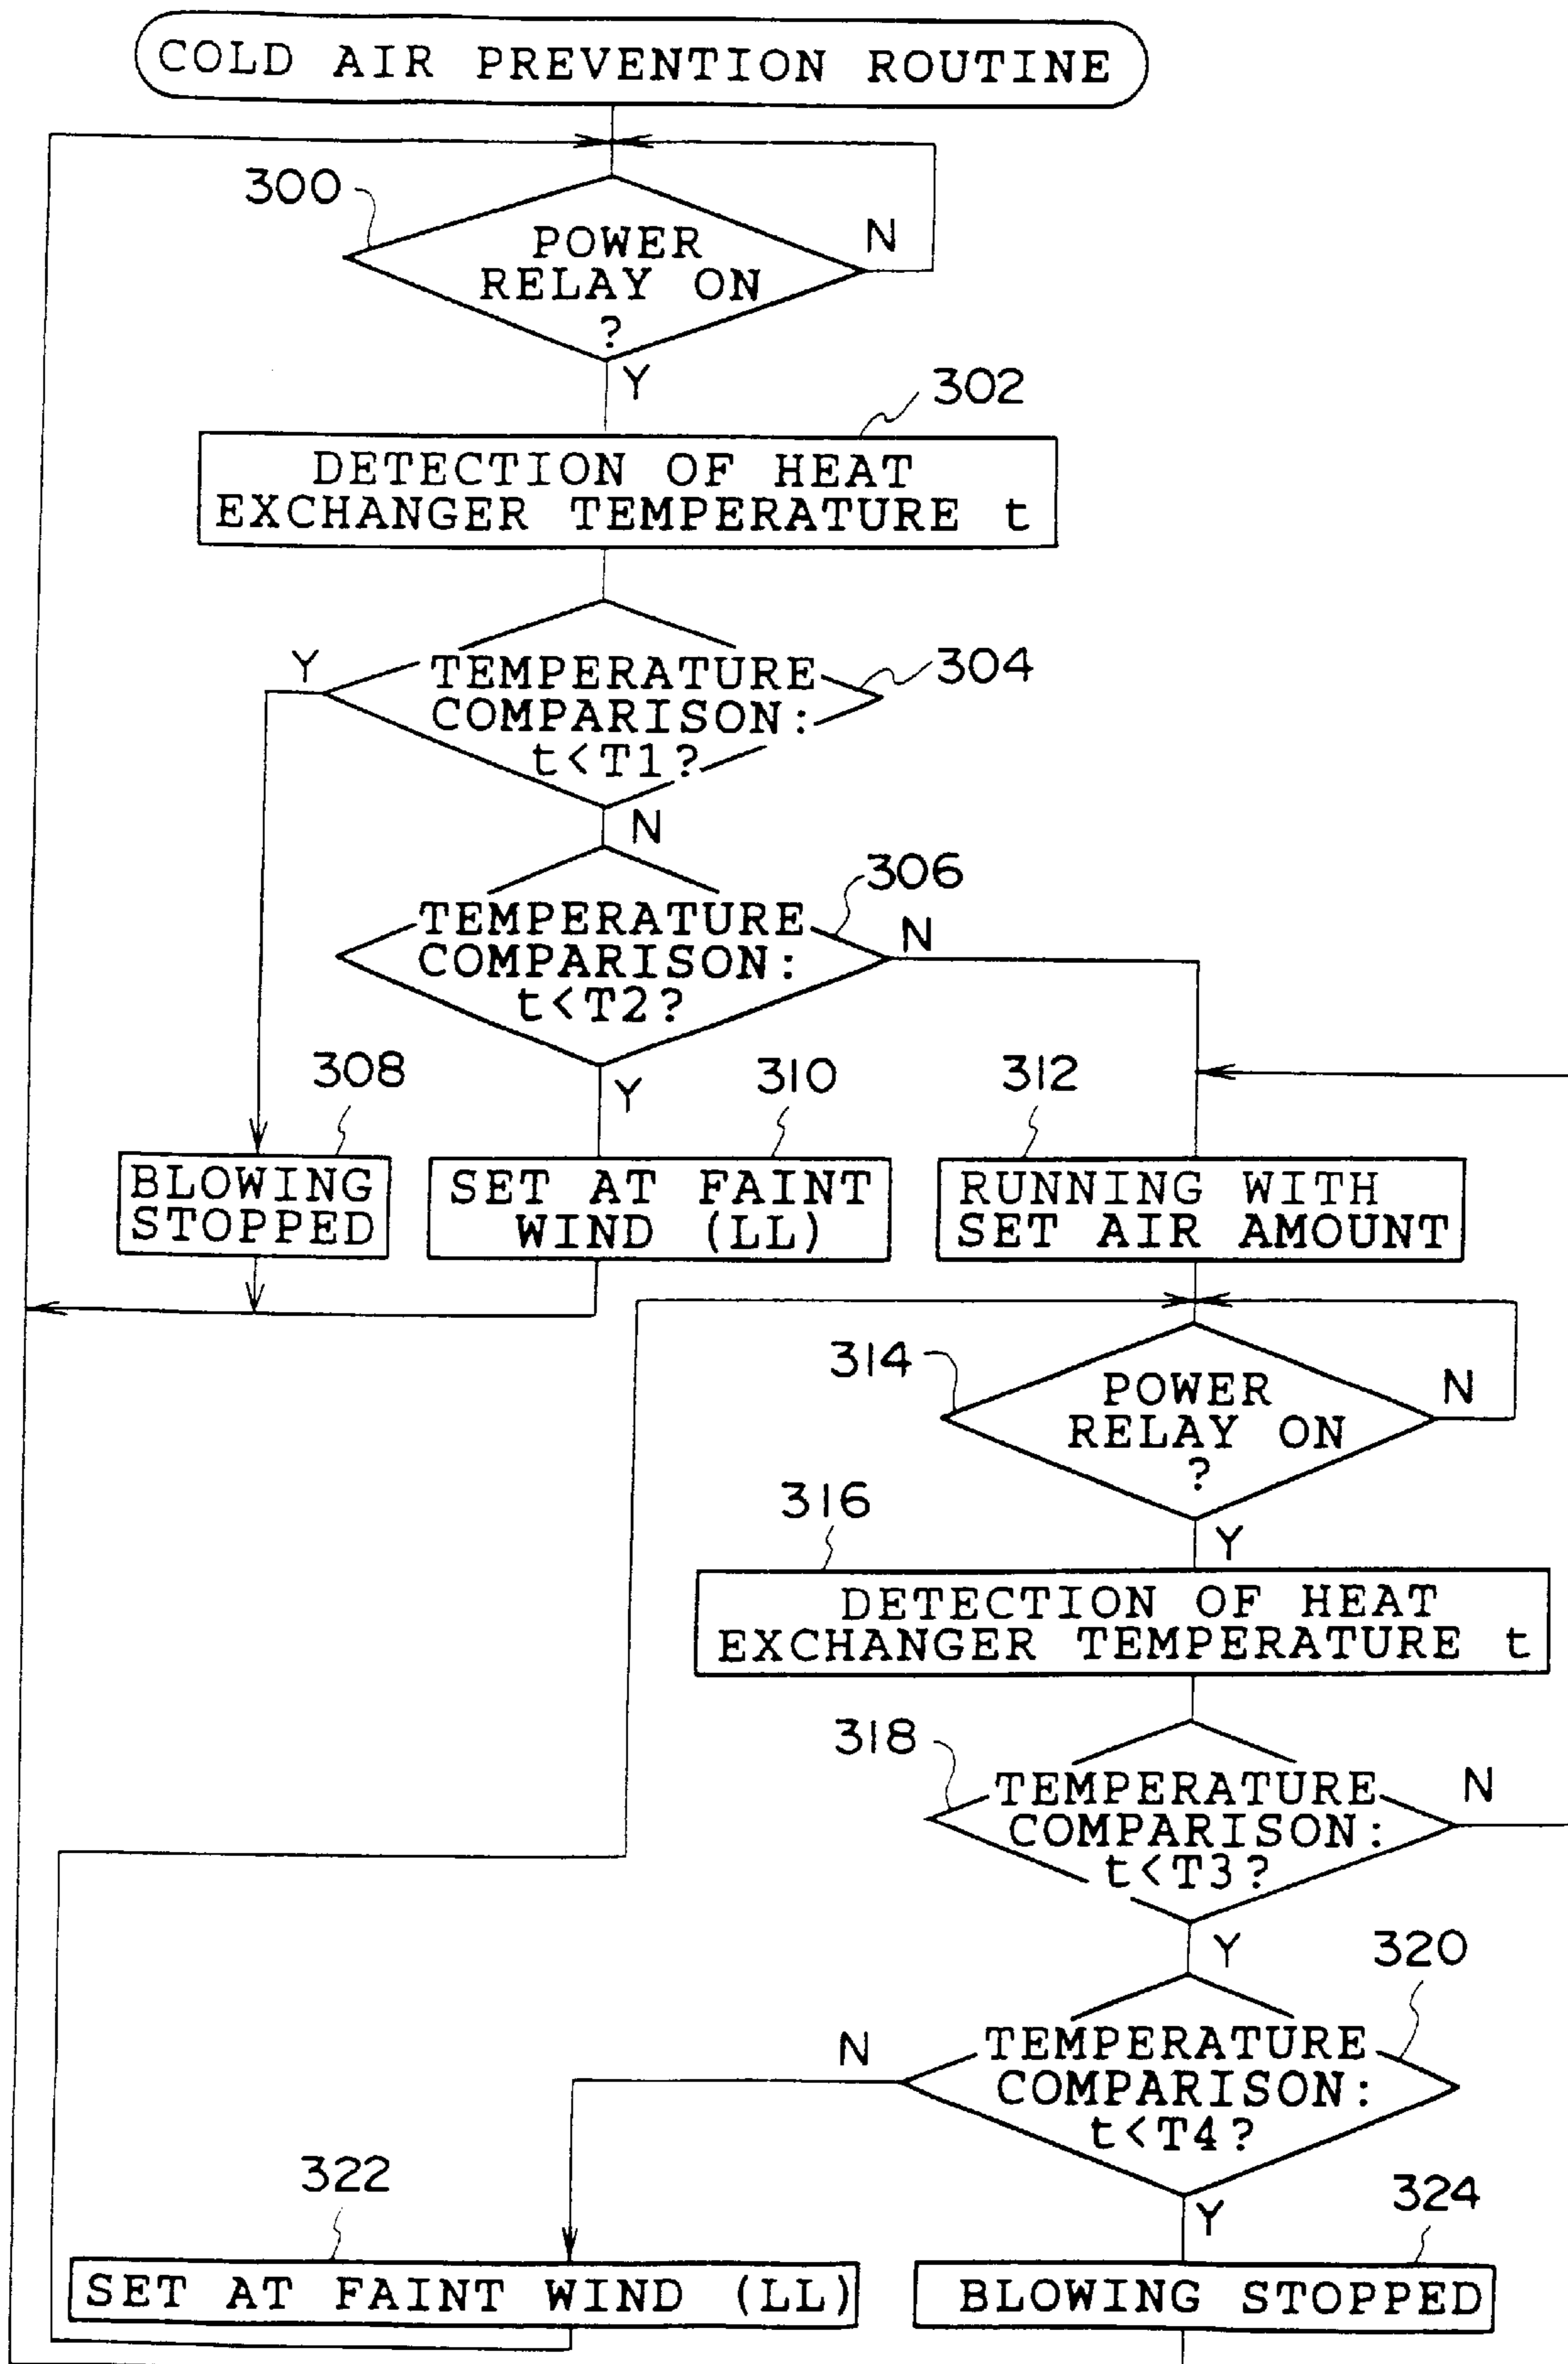 COLD AIR PREVENTION ROUTINE
300
POWER
RELAY ON
?
N
Y
302
DETECTION OF HEAT
EXCHANGER TEMPERATURE t
304
Y
TEMPERATURE
COMPARISON:
t<T1?
N
306
TEMPERATURE
COMPARISON:
t<T2?
N
Y
308
BLOWING
STOPPED
310
SET AT FAINT
WIND (LL)
312
RUNNING WITH
SET AIR AMOUNT
314
POWER
RELAY ON
?
N
Y
316
DETECTION OF HEAT
EXCHANGER TEMPERATURE t
318
TEMPERATURE
COMPARISON:
t<T3?
N
Y
320
TEMPERATURE
COMPARISON:
t<T4?
N
Y
322
SET AT FAINT WIND (LL)
324
BLOWING STOPPED